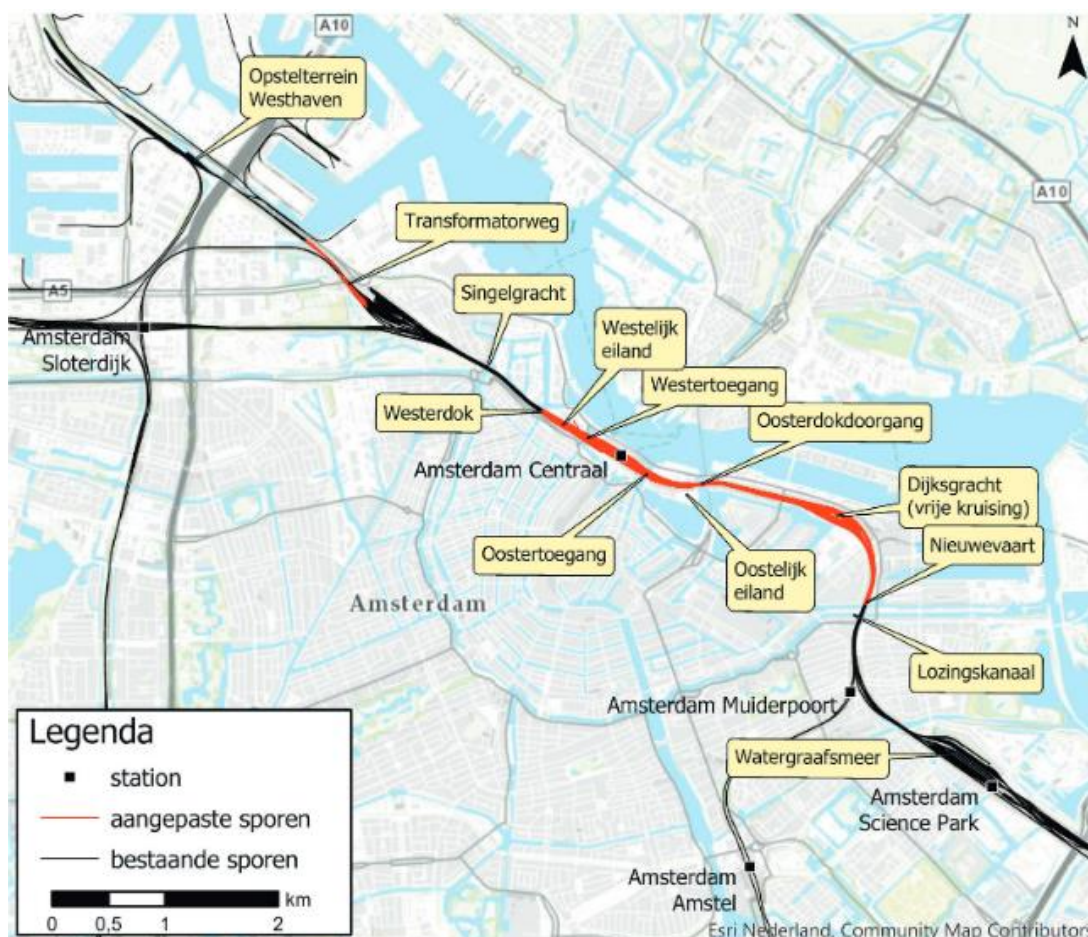 A10
N
Opstelterrein
Westhaven
A10
Transformatorweg
A5
Singelgracht
Amsterdam
Sloterdijk
Westelijk
eiland
Westertoegang
Westerdok
Oosterdokdoorgang
Amsterdam Centraal
Dijksgracht
(vrije kruising)
Oostertoegang
Nieuwevaart
Oostelijk
eiland
Amsterdam
Lozingskanaal
Amsterdam Muiderpoort
Watergraafsmeer
Amsterdam
Science Park
Amsterdam
Amstel
Legenda
station
aangepaste sporen
bestaande sporen
km
0 0,5 1 2
Esri Nederland, Community Map Contributor